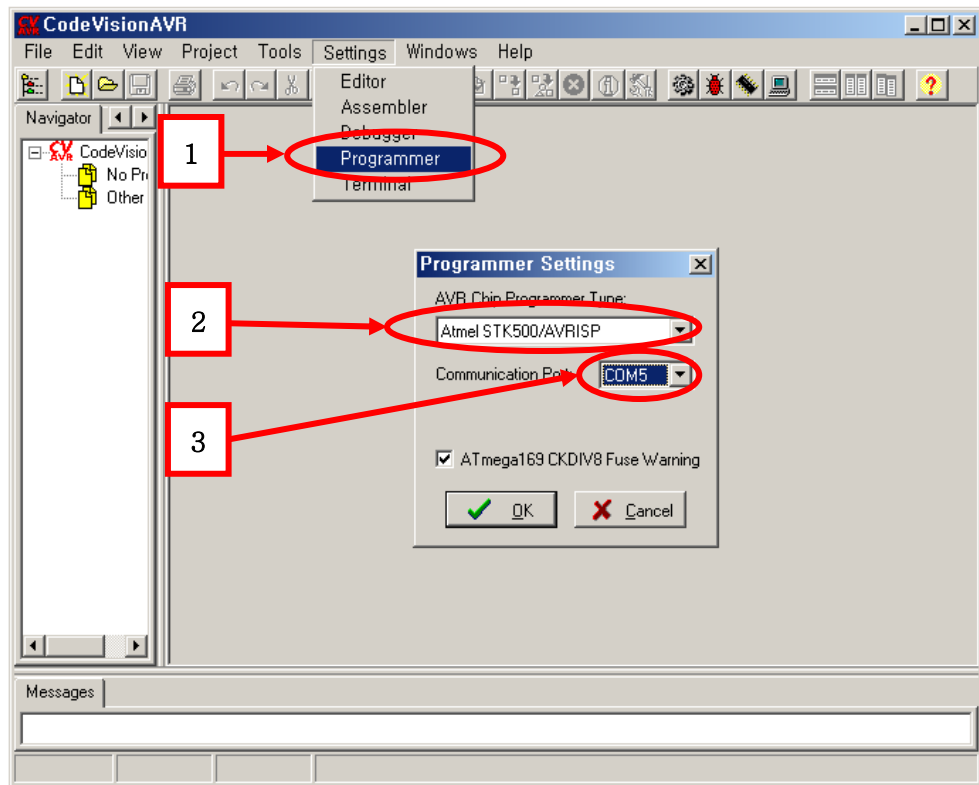 CodeVisionAVR
File Edit View Project Tools Settings Windows Help
Editor
Assembler
Debugger
Programmer
Terminal
Navigator
CodeVisio
No Pr
Other
1
2
3
Programmer Settings
AVR Chip Programmer Type:
Atmel STK500/AVRISP
Communication Port:
COM5
ATmega169 CKDIV8 Fuse Warning
OK
Cancel
Messages